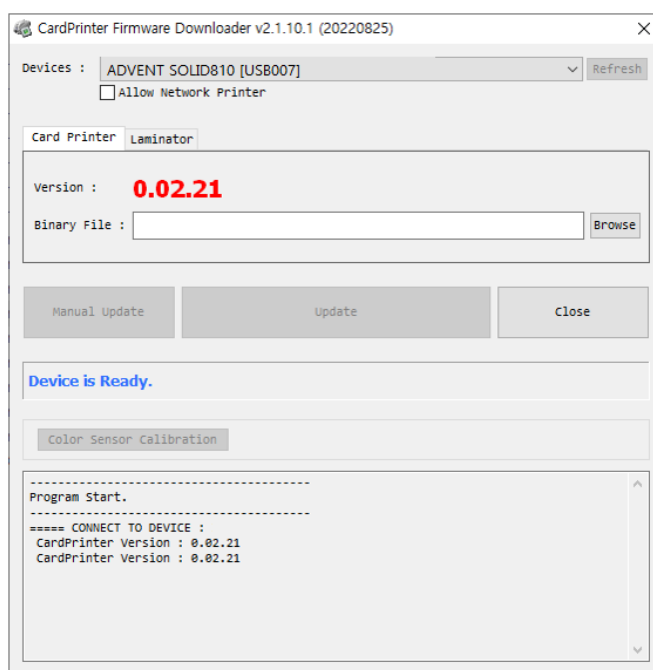 CardPrinter Firmware Downloader v2.1.10.1 (20220825)
Devices : ADVENT SOLID810 [USB007] Refresh
Allow Network Printer
Card Printer Laminator
Version : 0.02.21
Binary File : Browse
Manual Update Update Close
Device is Ready.
Color Sensor Calibration
----------------------------------------
Program Start.
----------------------------------------
===== CONNECT TO DEVICE :
CardPrinter Version : 0.02.21
CardPrinter Version : 0.02.21